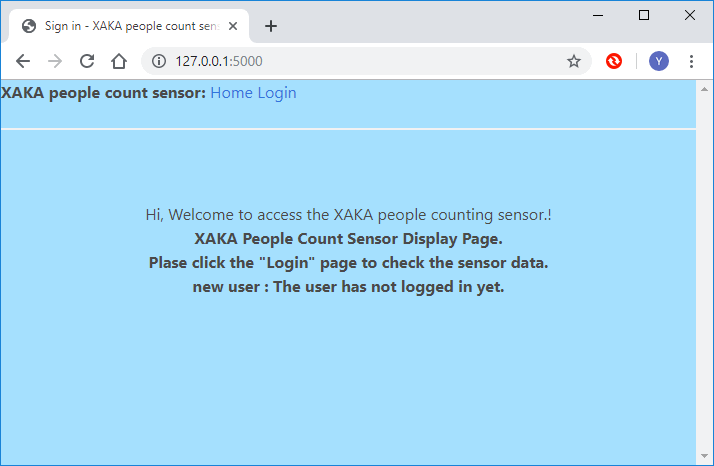 Sign in - XAKA people count sens
127.0.0.1:5000
Y
XAKA people count sensor: Home Login
Hi, Welcome to access the XAKA people counting sensor.!
XAKA People Count Sensor Display Page.
Plase click the "Login" page to check the sensor data.
new user : The user has not logged in yet.